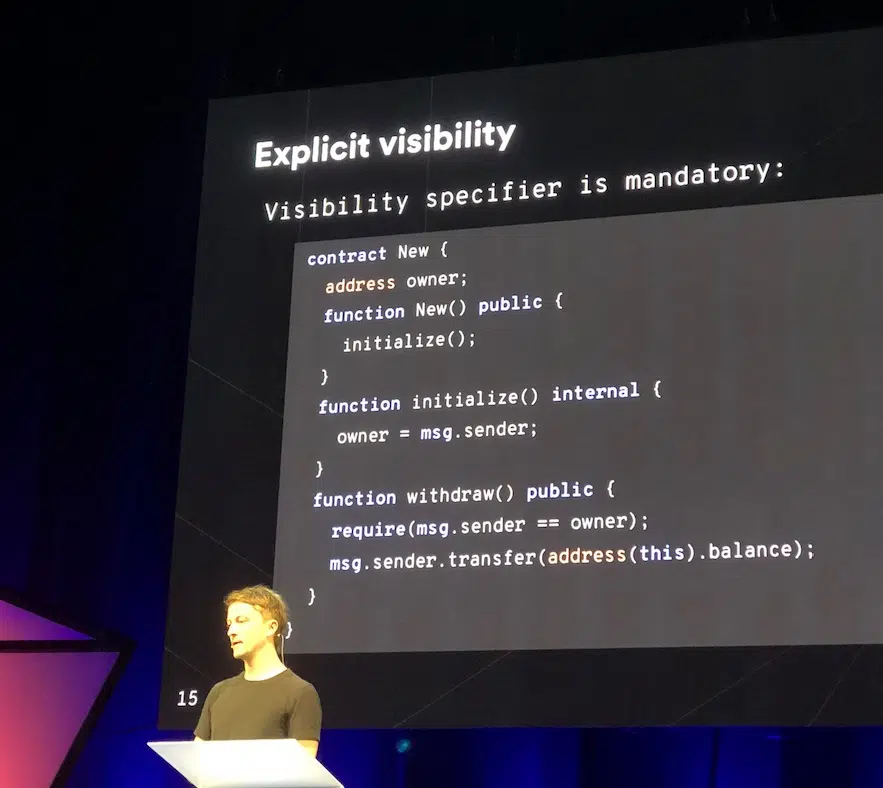 Explicit visibility
Visibility specifier is mandatory:
contract New {
address owner;
function New() public {
initialize();
}
function initialize() internal {
owner = msg.sender;
}
function withdraw() public {
require(msg.sender == owner);
msg.sender.transfer(address(this).balance);
}
}
15